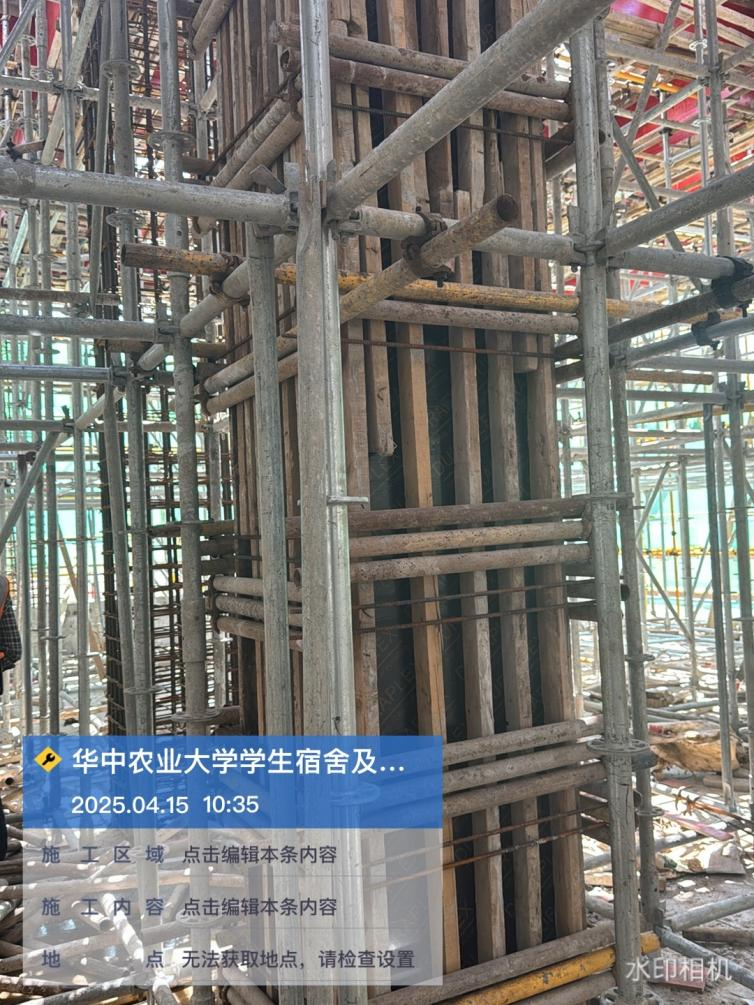 华中农业大学学生宿舍及...
2025.04.15 10:35
施工区域 点击编辑本条内容
施工内容 点击编辑本条内容
地点 无法获取地点，请检查设置
水印相机